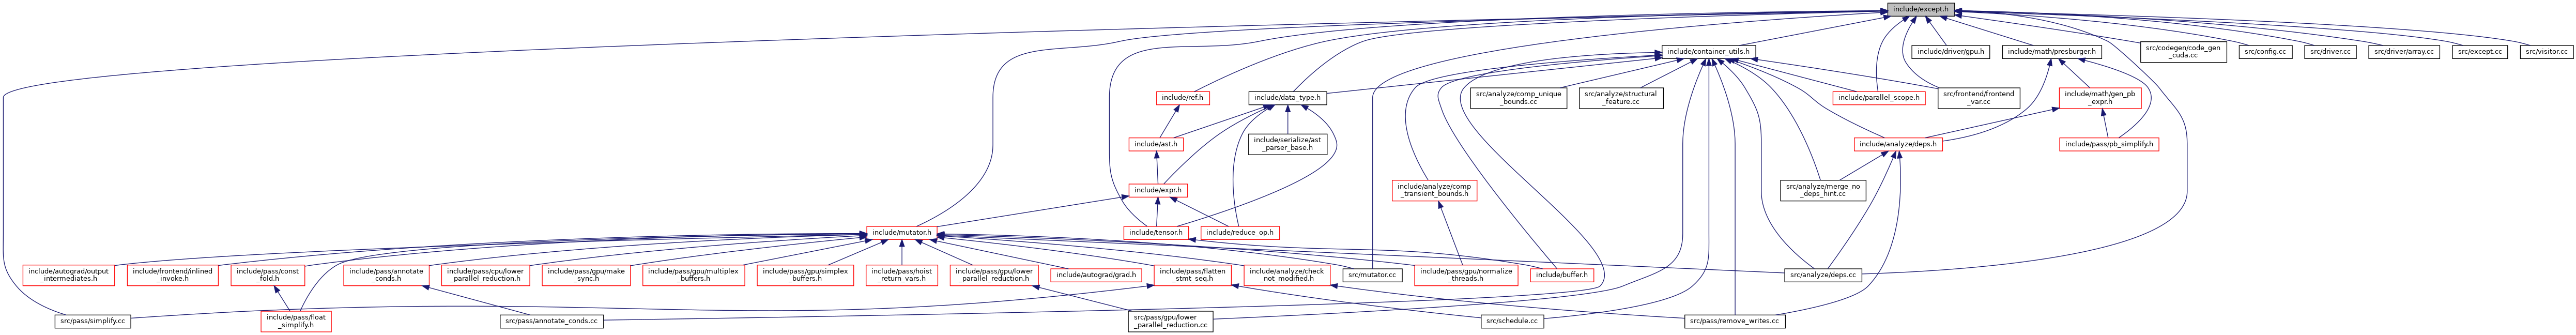 include/except.h
include/container_utils.h
include/driver/gpu.h
include/math/presburger.h
src/codegen/code_gen
_cuda.cc
src/config.cc
src/driver.cc
src/driver/array.cc
src/except.cc
src/visitor.cc
include/ref.h
include/data_type.h
src/analyze/comp_unique
_bounds.cc
src/analyze/structural
_feature.cc
include/parallel_scope.h
src/frontend/frontend
_var.cc
include/math/gen_pb
_expr.h
include/ast.h
include/serialize/ast
_parser_base.h
include/analyze/deps.h
include/pass/pb_simplify.h
include/expr.h
include/analyze/comp
_transient_bounds.h
src/analyze/merge_no
_deps_hint.cc
include/mutator.h
include/tensor.h
include/reduce_op.h
include/autograd/output
_intermediates.h
include/frontend/inlined
_invoke.h
include/pass/const
_fold.h
include/pass/annotate
_conds.h
include/pass/cpu/lower
_parallel_reduction.h
include/pass/gpu/make
_sync.h
include/pass/gpu/multiplex
_buffers.h
include/pass/gpu/simplex
_buffers.h
include/pass/hoist
_return_vars.h
include/pass/gpu/lower
_parallel_reduction.h
include/autograd/grad.h
include/pass/flatten
_stmt_seq.h
include/analyze/check
_not_modified.h
src/mutator.cc
include/pass/gpu/normalize
_threads.h
include/buffer.h
src/analyze/deps.cc
src/pass/simplify.cc
include/pass/float
_simplify.h
src/pass/annotate_conds.cc
src/pass/gpu/lower
_parallel_reduction.cc
src/schedule.cc
src/pass/remove_writes.cc